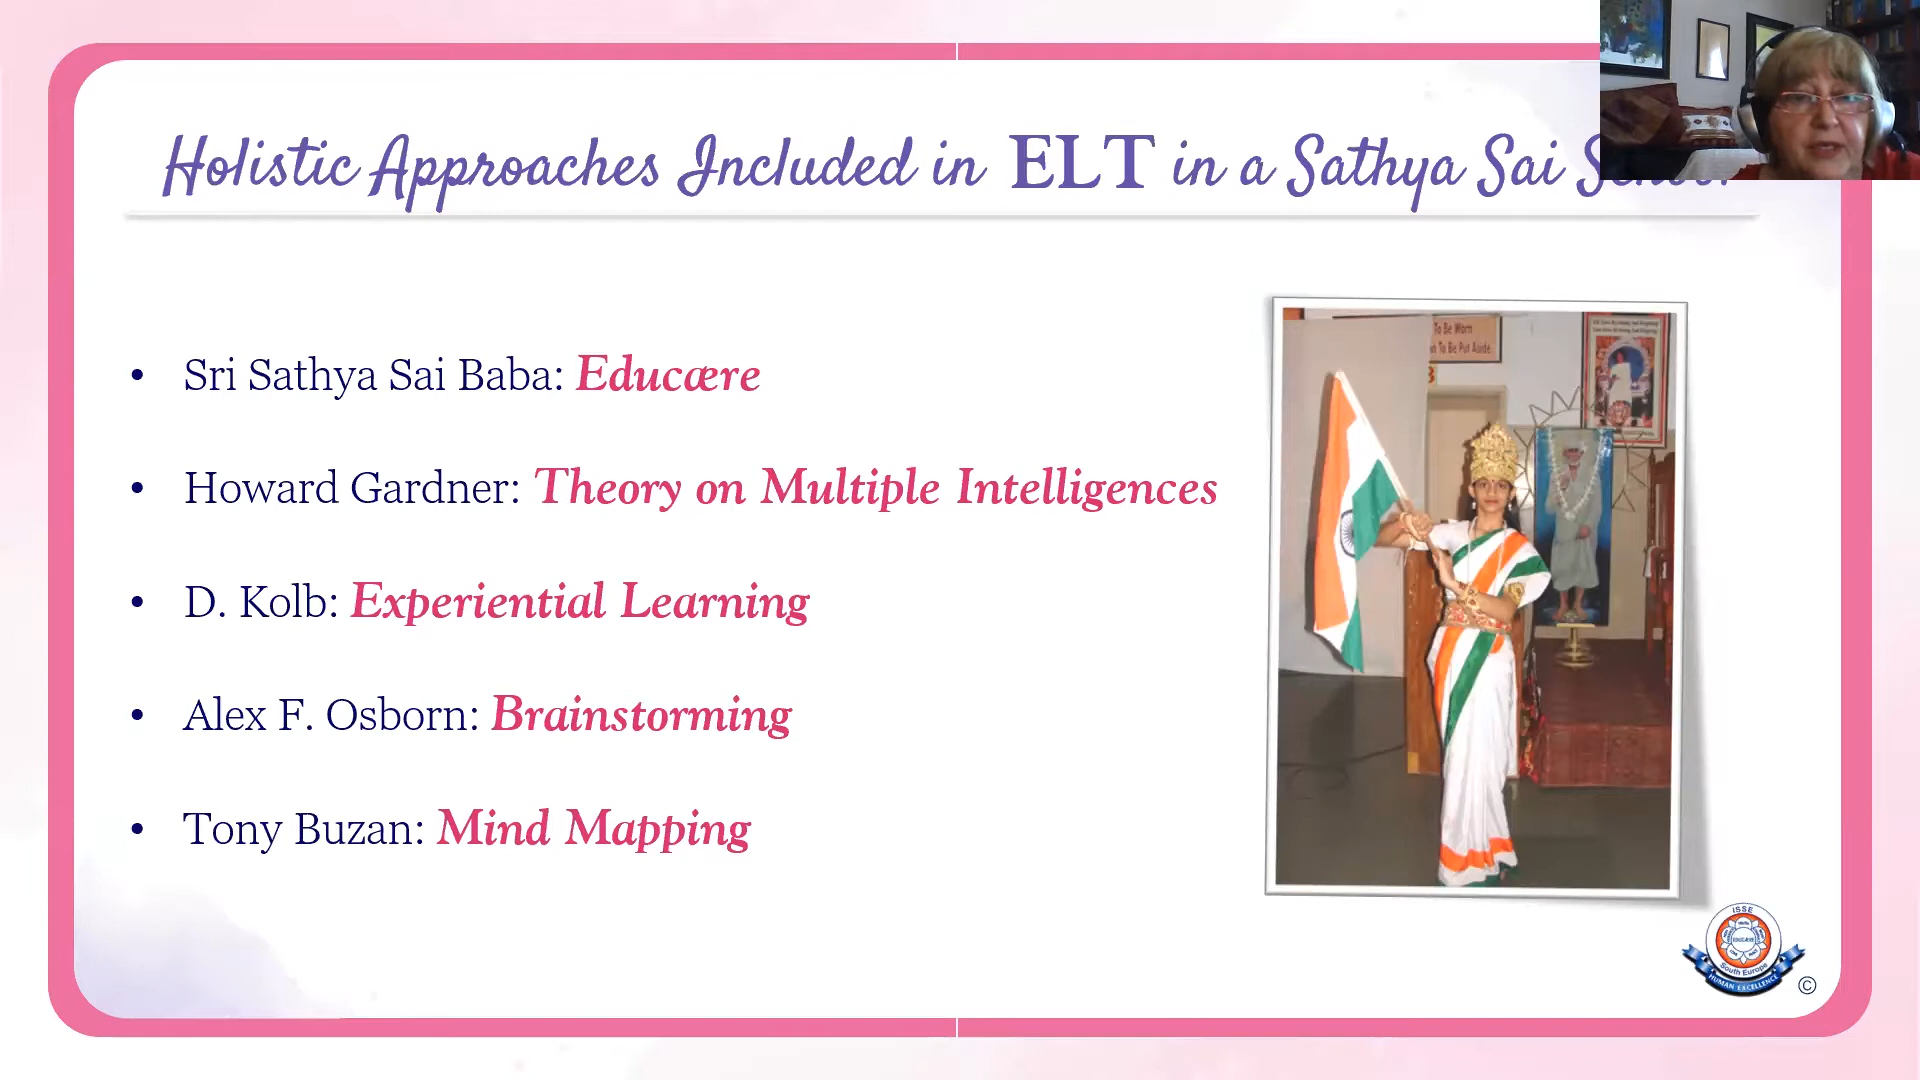 Holistic Approaches Included in ELT in a Sathya Sai
• Sri Sathya Sai Baba: Educære
• Howard Gardner: Theory on Multiple Intelligences
• D. Kolb: Experiential Learning
• Alex F. Osborn: Brainstorming
• Tony Buzan: Mind Mapping
To Be Worn
To Be Put Aside
ISSE
EDUCÆRE
South Europe
HUMAN EXCELLENCE
©